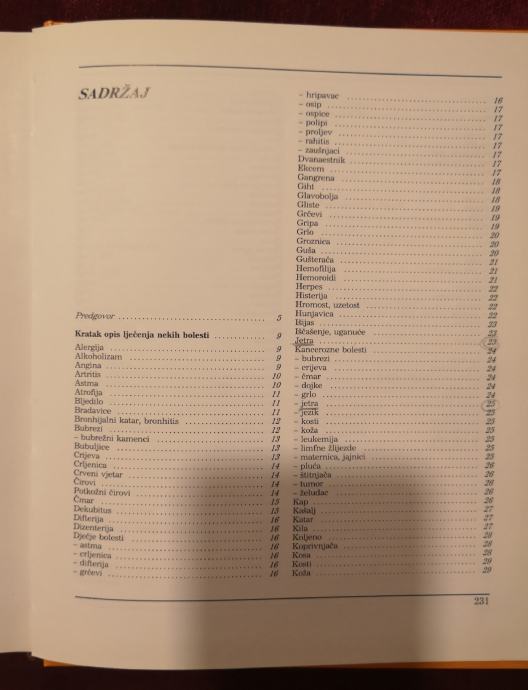 SADRŽAJ
Predgovor 5
Kratak opis lječenja nekih bolesti 9
Alergija 9
Alkoholizam 9
Angina 9
Artritis 10
Astma 10
Atrofija 11
Bljedilo 11
Bradavice 11
Bronhijalni katar, bronhitis 12
Bubrezi 12
– bubrežni kamenci 13
Bubuljice 13
Crijeva 13
Crljenica 14
Crveni vjetar 14
Čirovi 14
Potkožni čirovi 14
Čmar 15
Dekubitus 15
Difterija 16
Dizenterija 16
Dječje bolesti 16
– astma 16
– crljenica 16
– difterija 16
– grčevi 16
– hripavac 16
– osip 17
– ospice 17
– polipi 17
– proljev 17
– rahitis 17
– zaušnjaci 17
Dvanaestnik 17
Ekcem 17
Gangrena 18
Giht 18
Glavobolja 18
Gliste 19
Grčevi 19
Gripa 19
Grlo 20
Groznica 20
Guša 20
Gušterača 21
Hemofilija 21
Hemoroidi 21
Herpes 22
Histerija 22
Hromost, uzetost 22
Hunjavica 22
Išijas 23
Iščašenje, uganuće 23
Jetra 23
Kancerozne bolesti 24
– bubrezi 24
– crijeva 24
– čmar 24
– dojke 24
– grlo 24
– jetra 25
– jezik 25
– kosti 25
– koža 25
– leukemija 25
– limfne žlijezde 25
– maternica, jajnici 25
– pluća 26
– štitnjača 26
– tumor 26
– želudac 26
Kap 26
Kašalj 27
Katar 27
Kila 27
Koljeno 28
Koprivnjača 28
Kosa 28
Kosti 29
Koža 29
231